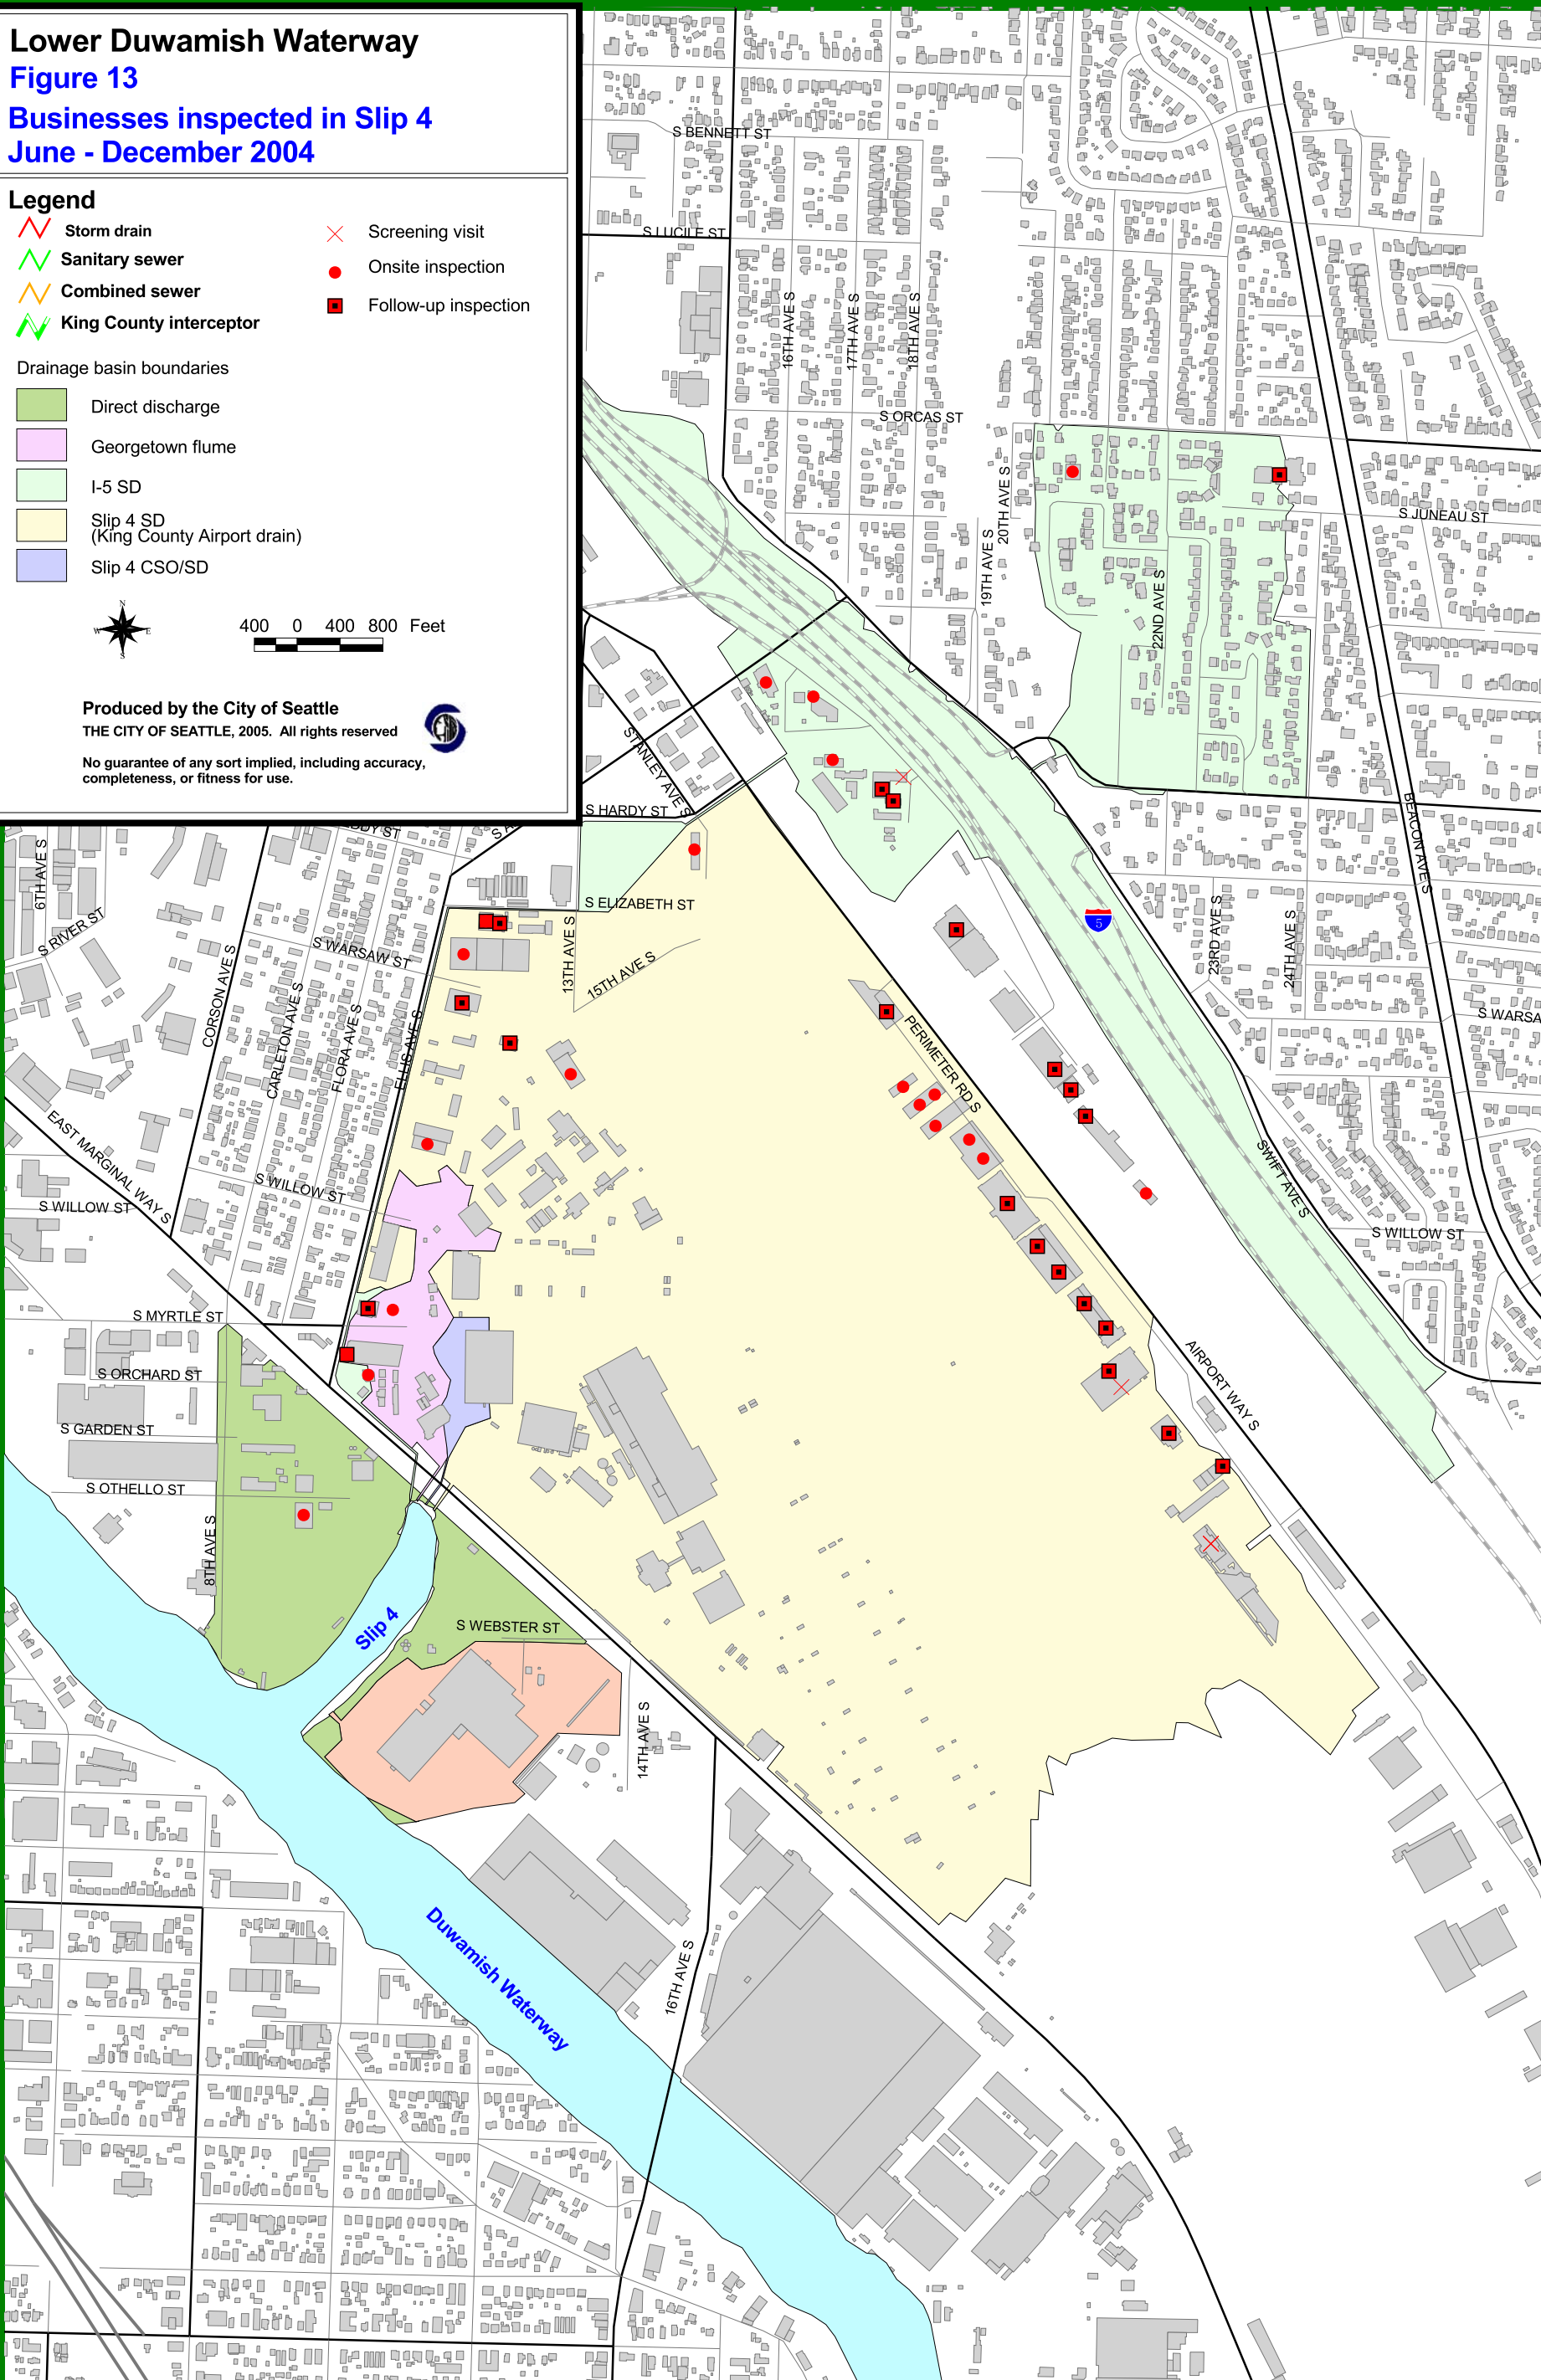 Lower Duwamish Waterway
Figure 13
Businesses inspected in Slip 4
June - December 2004
Legend
Storm drain
Sanitary sewer
Combined sewer
King County interceptor
Screening visit
Onsite inspection
Follow-up inspection
Drainage basin boundaries
Direct discharge
Georgetown flume
I-5 SD
Slip 4 SD
(King County Airport drain)
Slip 4 CSO/SD
N
W E
S
400 0 400 800 Feet
Produced by the City of Seattle
THE CITY OF SEATTLE, 2005. All rights reserved
No guarantee of any sort implied, including accuracy,
completeness, or fitness for use.
S BENNETT ST
S LUCILE ST
16TH AVE S
17TH AVE S
18TH AVE S
S ORCAS ST
20TH AVE S
19TH AVE S
22ND AVE S
S JUNEAU ST
STANLEY AVE S
S HARDY ST
BEACON AVE S
6TH AVE S
S RIVER ST
S ELIZABETH ST
S WARSAW ST
13TH AVE S
15TH AVE S
CORSON AVE S
CARLETON AVE S
FLORA AVE S
ELLIS AVE S
PERIMETER RD S
5
23RD AVE S
24TH AVE S
S WARSA
EAST MARGINAL WAY S
S WILLOW ST
S WILLOW ST
SWIFT AVE S
S WILLOW ST
S MYRTLE ST
S ORCHARD ST
AIRPORT WAY S
S GARDEN ST
S OTHELLO ST
8TH AVE S
Slip 4
S WEBSTER ST
14TH AVE S
Duwamish Waterway
16TH AVE S